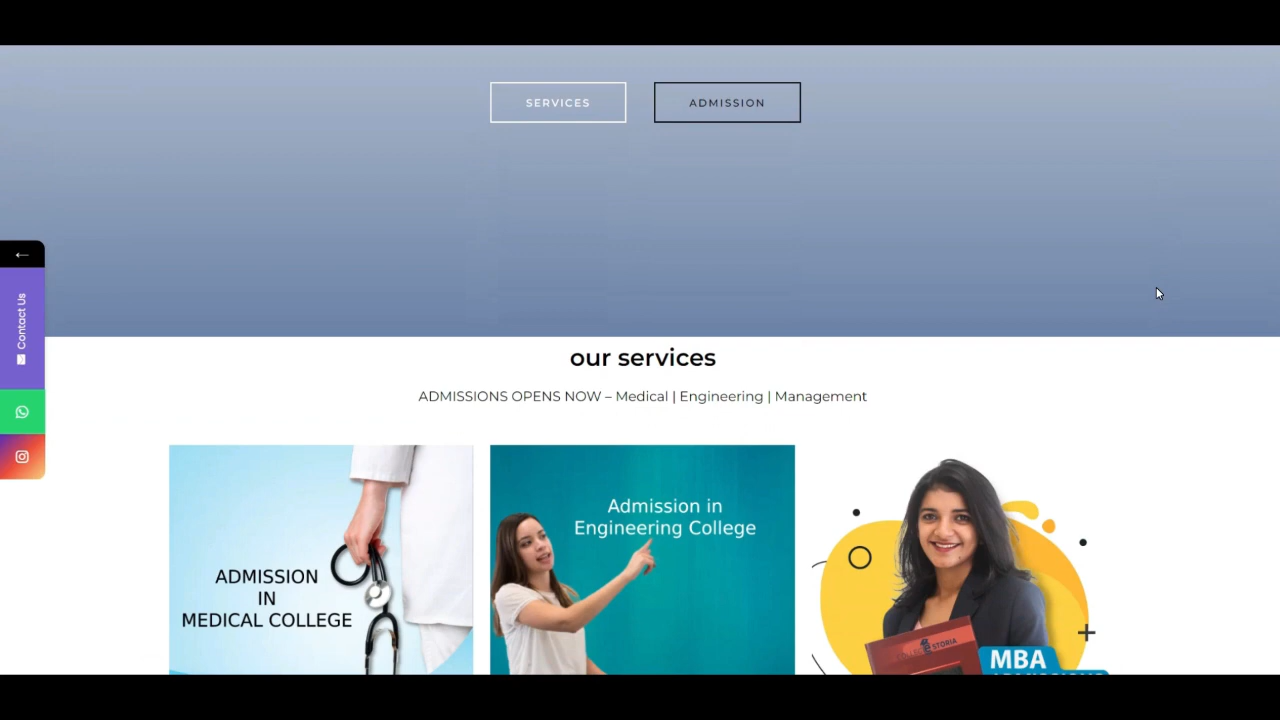 SERVICES
ADMISSION
Contact Us
our services
ADMISSIONS OPENS NOW – Medical | Engineering | Management
ADMISSION
IN
MEDICAL COLLEGE
Admission in
Engineering College
MBA